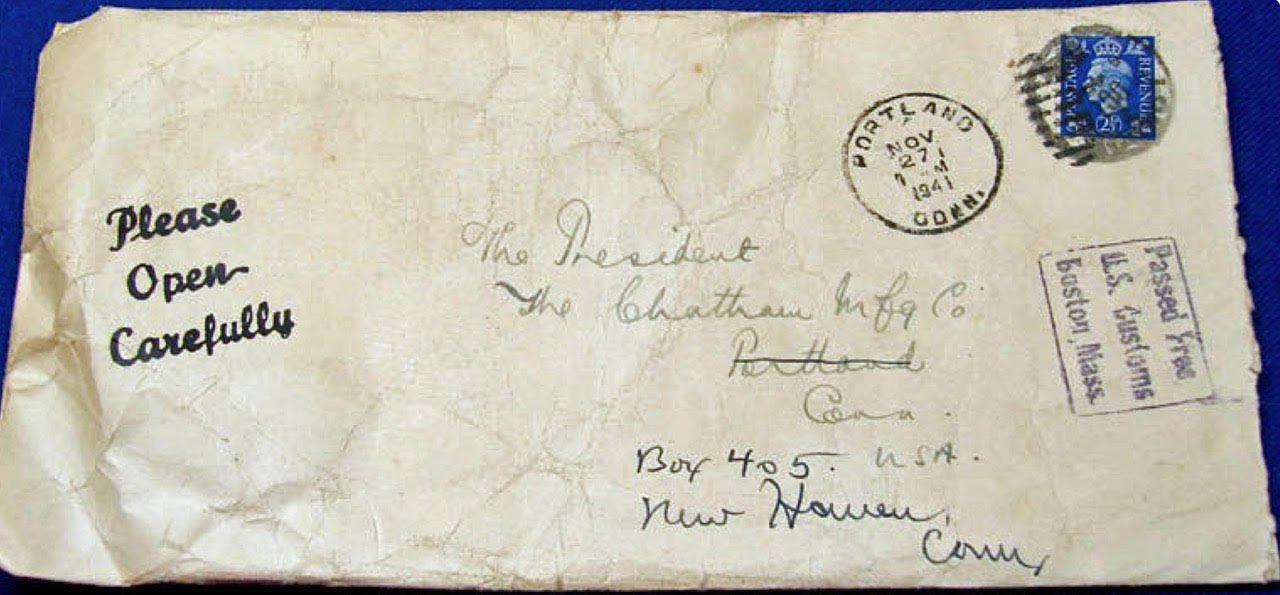 Please
Open
Carefully
PORTLAND
NOV
27
M
1941
CONN.
POSTAGE
REVENUE
2½ᴰ
The President
The Chatham Mfg Co
Portland
Conn.
Box 405. USA.
New Haven,
Conn,
Passed Free
U.S. Customs
Boston, Mass.